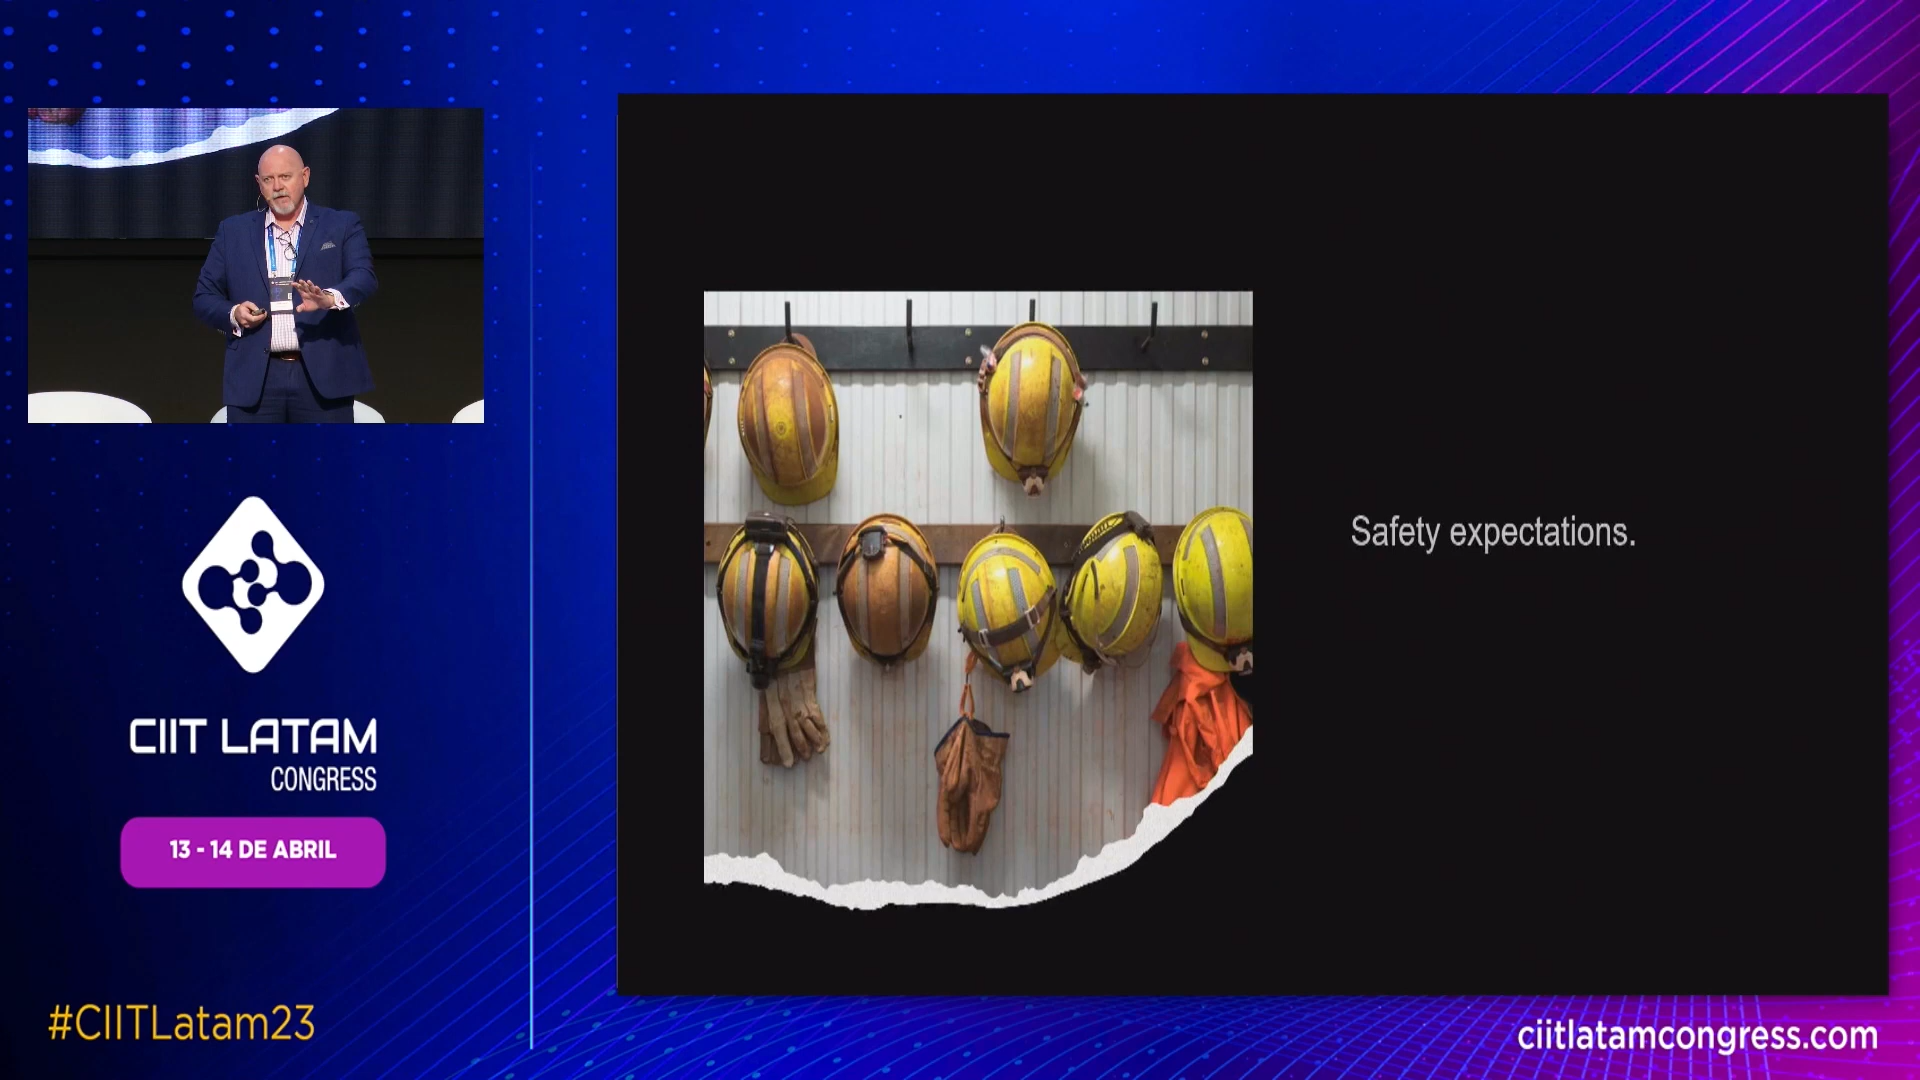 CIIT LATAM
CONGRESS
13 - 14 DE ABRIL
#CIITLatam23
Safety expectations.
ciitlatamcongress.com